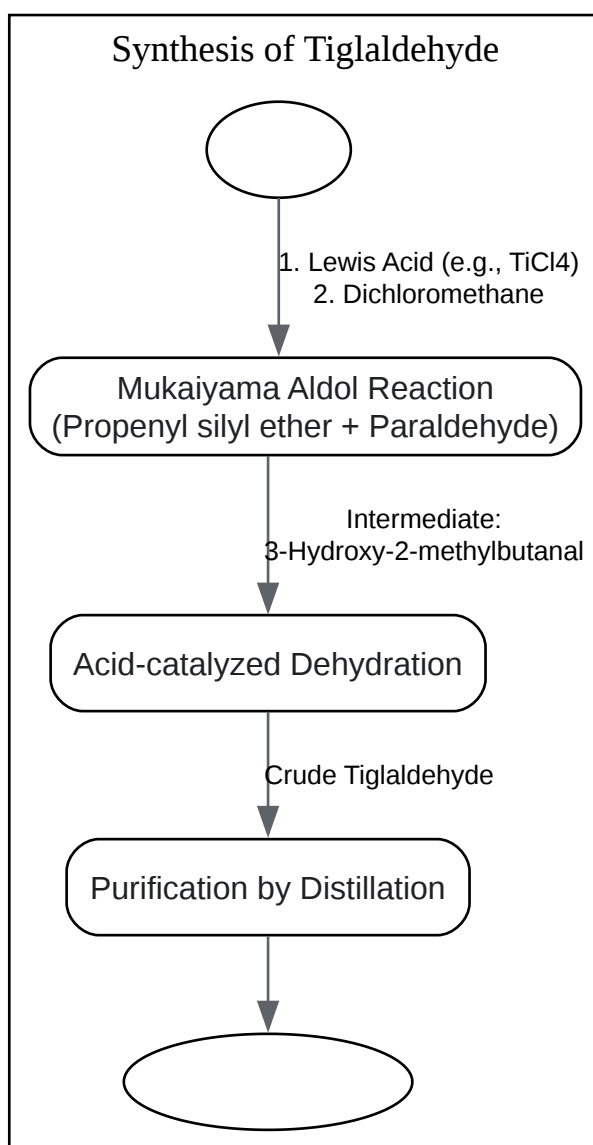 Synthesis of Tiglaldehyde
1. Lewis Acid (e.g., TiCl4)
2. Dichloromethane
Mukaiyama Aldol Reaction
(Propenyl silyl ether + Paraldehyde)
Intermediate:
3-Hydroxy-2-methylbutanal
Acid-catalyzed Dehydration
Crude Tiglaldehyde
Purification by Distillation